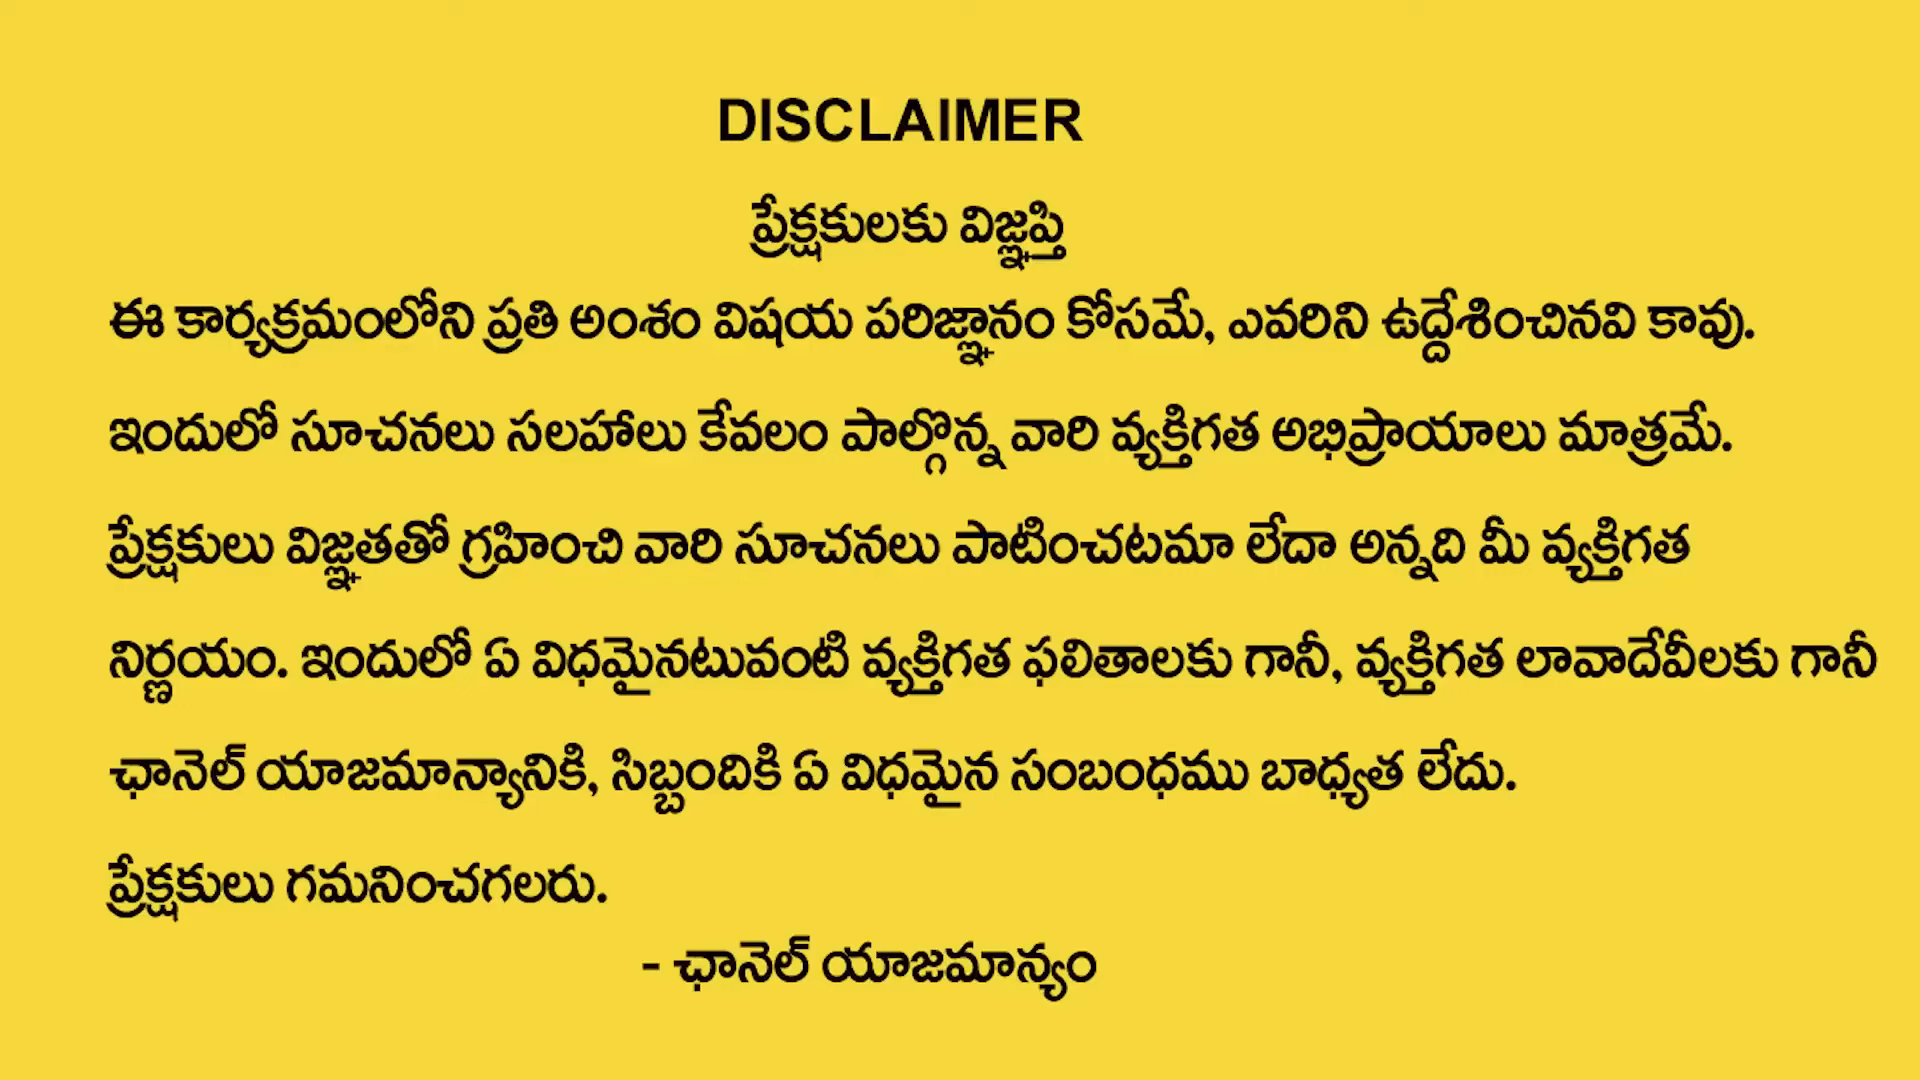 DISCLAIMER
ప్రేక్షకులకు విజ్ఞప్తి
ఈ కార్యక్రమంలోని ప్రతి అంశం విషయ పరిజ్ఞానం కోసమే, ఎవరిని ఉద్దేశించినవి కావు.
ఇందులో సూచనలు సలహాలు కేవలం పాల్గొన్న వారి వ్యక్తిగత అభిప్రాయాలు మాత్రమే.
ప్రేక్షకులు విజ్ఞతతో గ్రహించి వారి సూచనలు పాటించటమా లేదా అన్నది మీ వ్యక్తిగత
నిర్ణయం. ఇందులో ఏ విధమైనటువంటి వ్యక్తిగత ఫలితాలకు గానీ, వ్యక్తిగత లావాదేవీలకు గానీ
ఛానెల్ యాజమాన్యానికి, సిబ్బందికి ఏ విధమైన సంబంధము బాధ్యత లేదు.
ప్రేక్షకులు గమనించగలరు.
- ఛానెల్ యాజమాన్యం